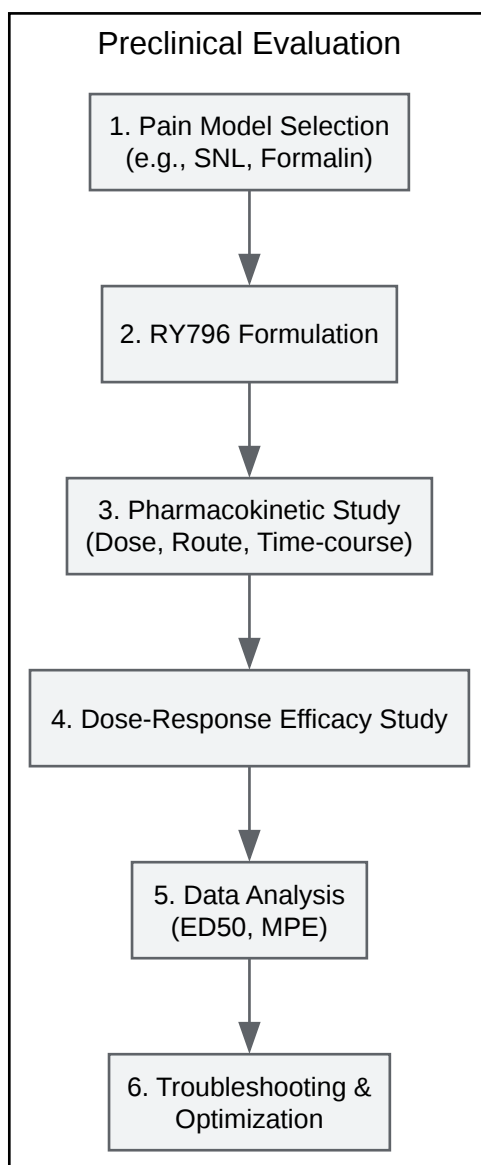 Preclinical Evaluation
1. Pain Model Selection
(e.g., SNL, Formalin)
2. RY796 Formulation
3. Pharmacokinetic Study
(Dose, Route, Time-course)
4. Dose-Response Efficacy Study
5. Data Analysis
(ED50, MPE)
6. Troubleshooting &
Optimization